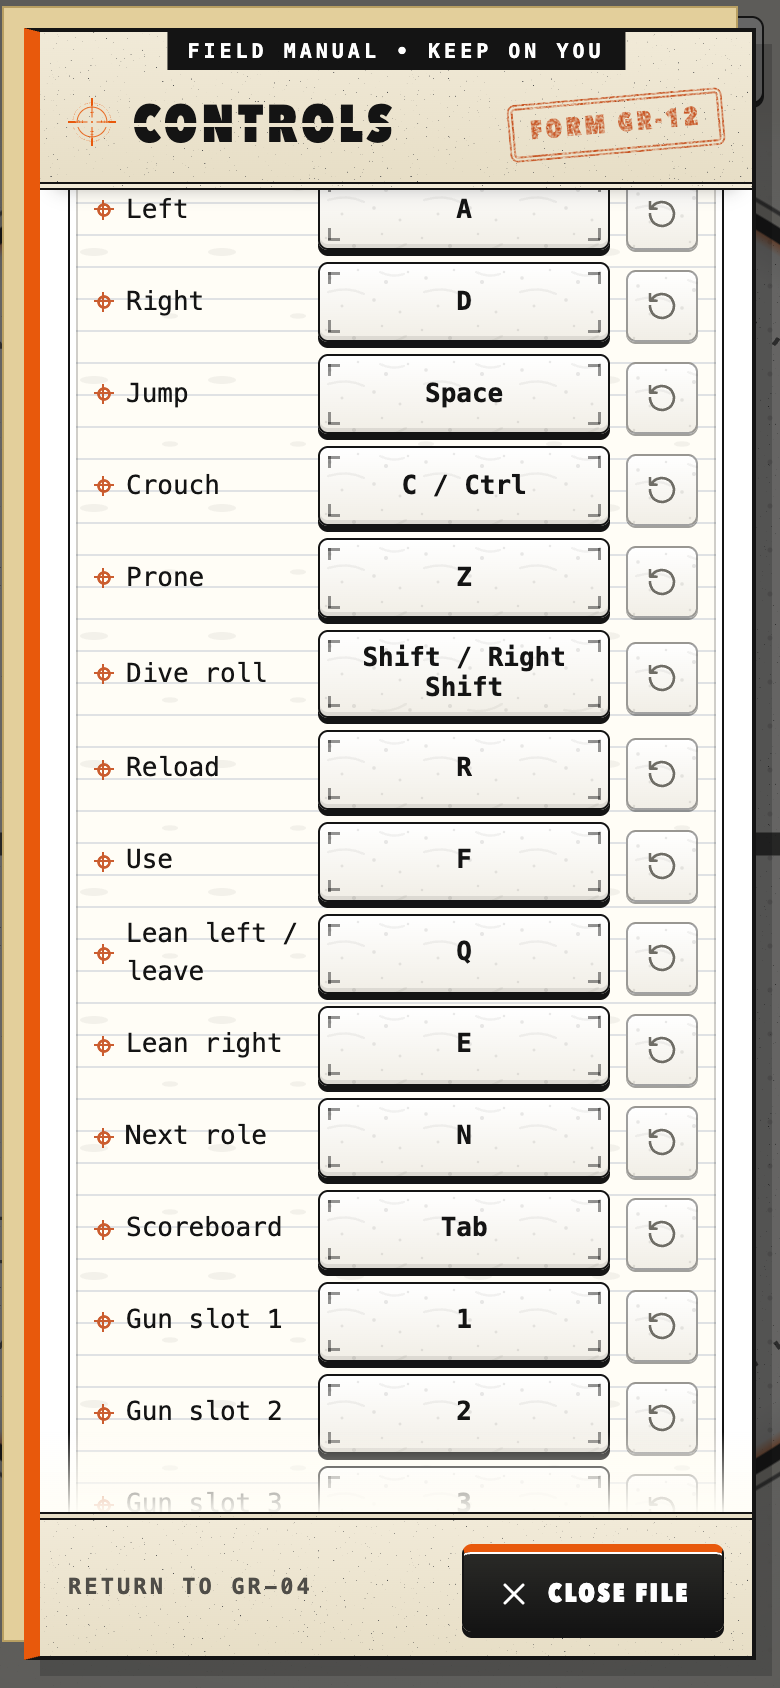 FIELD MANUAL • KEEP ON YOU
CONTROLS
FORM GR-12
Left A
Right D
Jump Space
Crouch C / Ctrl
Prone Z
Dive roll Shift / Right
Shift
Reload R
Use F
Lean left /
leave Q
Lean right E
Next role N
Scoreboard Tab
Gun slot 1 1
Gun slot 2 2
Gun slot 3 3
RETURN TO GR–04
CLOSE FILE